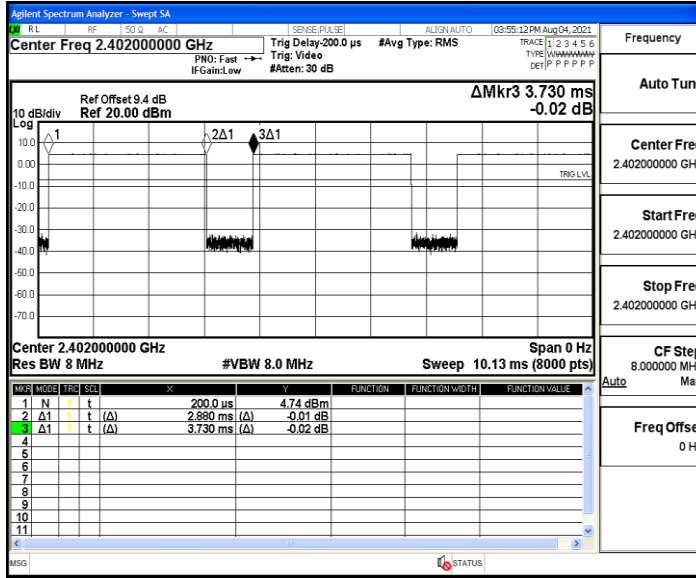 Agilent Spectrum Analyzer - Swept SA
LXI RL RF 50 Ω AC SENSE:PULSE ALIGN AUTO 03:55:12 PM Aug 04, 2021
Center Freq 2.402000000 GHz
PNO: Fast
IFGain:Low
Trig Delay-200.0 µs
Trig: Video
#Atten: 30 dB
#Avg Type: RMS
TRACE 1 2 3 4 5 6
TYPE WWWWWW
DET P P P P P P
Ref Offset 9.4 dB
10 dB/div Ref 20.00 dBm
ΔMkr3 3.730 ms
-0.02 dB
Log
1 2Δ1 3Δ1
10.0
0.00
TRIG LVL
-10.0
-20.0
-30.0
-40.0
-50.0
-60.0
-70.0
Center 2.402000000 GHz Span 0 Hz
Res BW 8 MHz #VBW 8.0 MHz Sweep 10.13 ms (8000 pts)
MKR MODE TRC SCL X Y FUNCTION FUNCTION WIDTH FUNCTION VALUE
1 N 1 t 200.0 µs 4.74 dBm
2 Δ1 1 t (Δ) 2.880 ms (Δ) -0.01 dB
3 Δ1 1 t (Δ) 3.730 ms (Δ) -0.02 dB
4
5
6
7
8
9
10
11
MSG STATUS
Frequency
Auto Tun
Center Fre
2.402000000 GH
Start Fre
2.402000000 GH
Stop Fre
2.402000000 GH
CF Ste
8.000000 MH
Auto Ma
Freq Offse
0 H